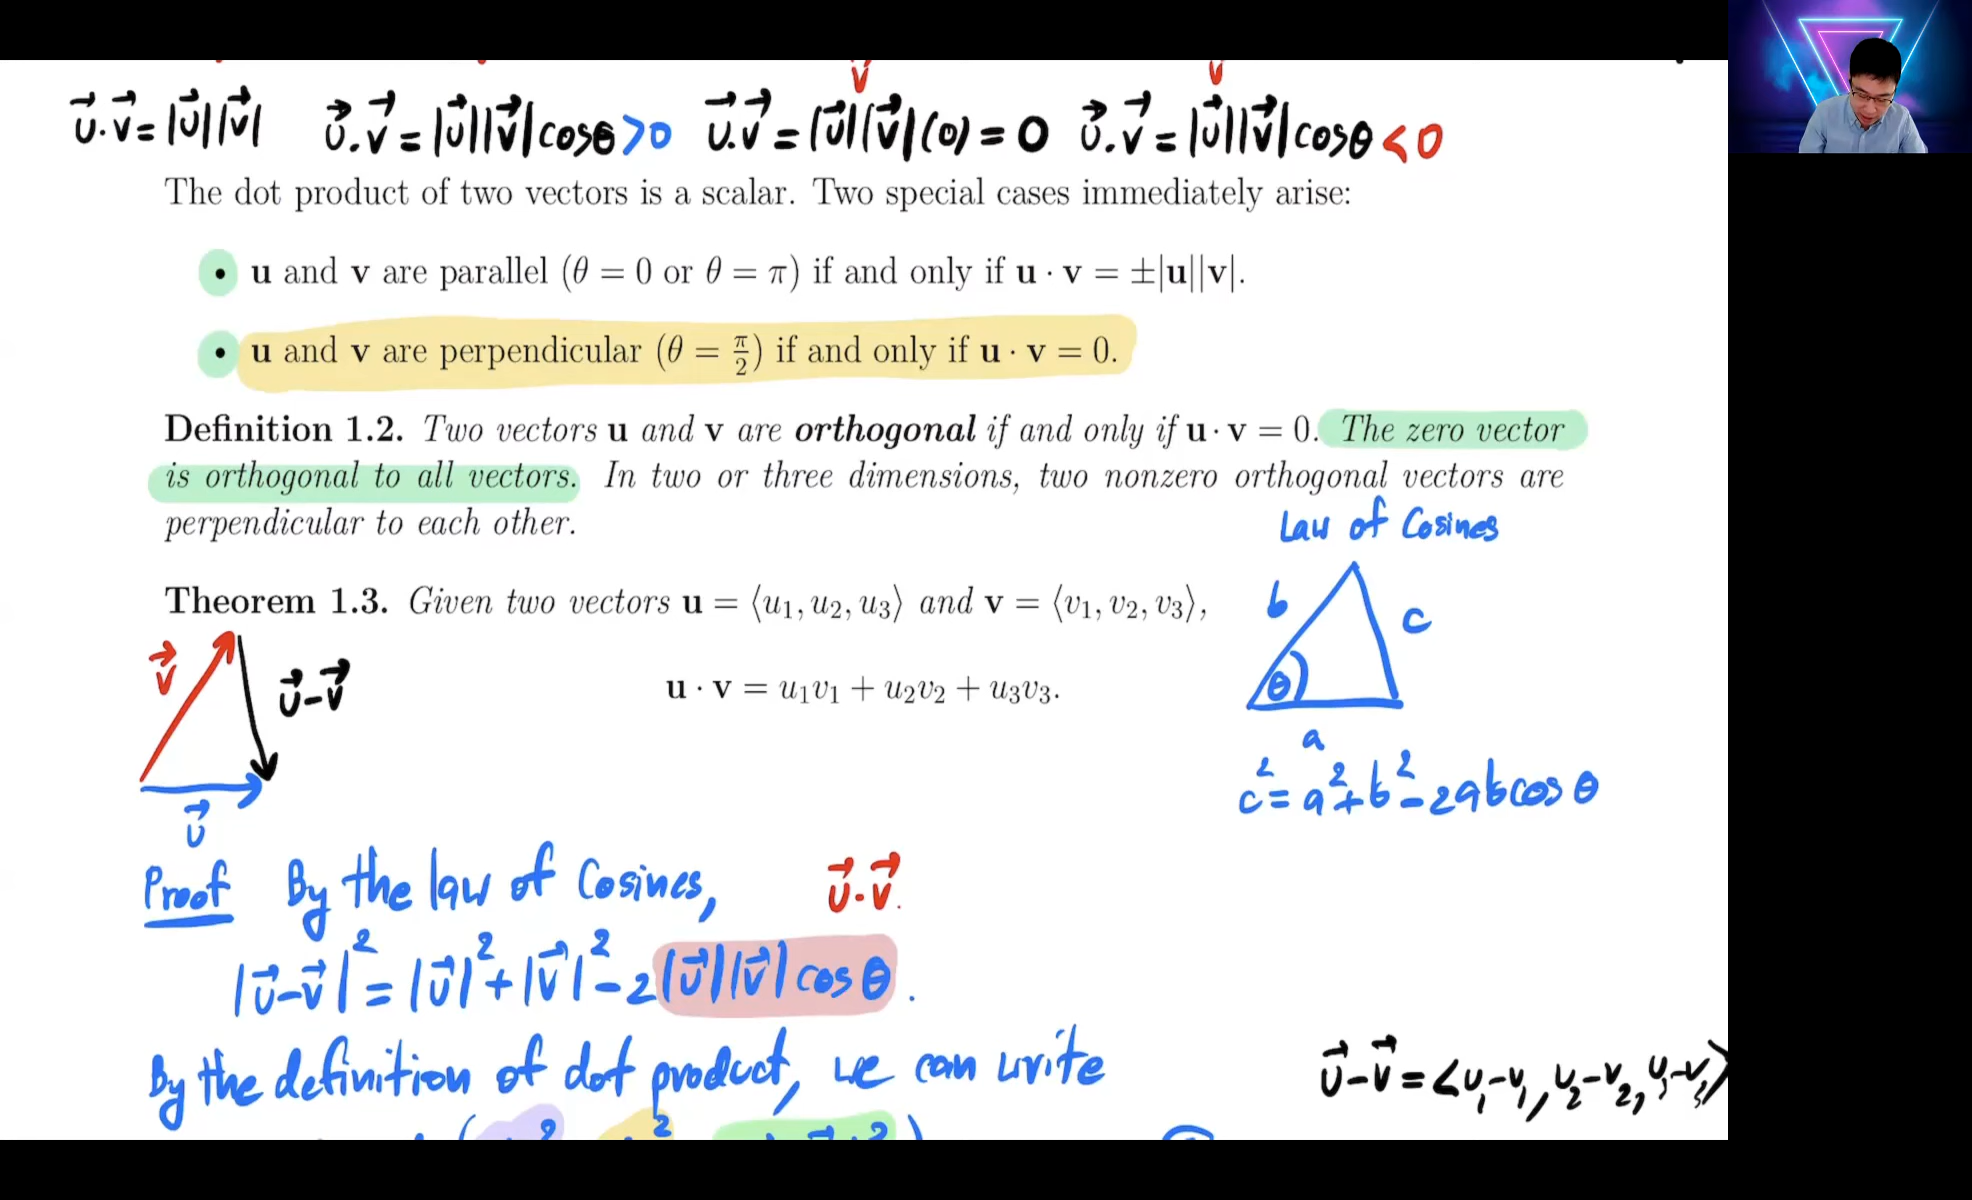 v⃗ v⃗
u⃗·v⃗ = |u⃗||v⃗| u⃗·v⃗ = |u⃗||v⃗|cosθ >0 u⃗·v⃗ = |u⃗||v⃗|(0) = 0 u⃗·v⃗ = |u⃗||v⃗|cosθ <0
The dot product of two vectors is a scalar. Two special cases immediately arise:
• u and v are parallel (θ = 0 or θ = π) if and only if u · v = ±|u||v|.
• u and v are perpendicular (θ = π/2) if and only if u · v = 0.
Definition 1.2. Two vectors u and v are orthogonal if and only if u · v = 0. The zero vector
is orthogonal to all vectors. In two or three dimensions, two nonzero orthogonal vectors are
perpendicular to each other.
Law of Cosines
Theorem 1.3. Given two vectors u = ⟨u₁, u₂, u₃⟩ and v = ⟨v₁, v₂, v₃⟩,
b c
v⃗ u⃗-v⃗
u · v = u₁v₁ + u₂v₂ + u₃v₃.
θ
a
u⃗
c² = a²+b²-2abcosθ
Proof By the law of Cosines, u⃗·v⃗.
|u⃗-v⃗|² = |u⃗|²+|v⃗|²-2|u⃗||v⃗|cosθ.
By the definition of dot product, we can write
u⃗-v⃗ = <u₁-v₁, u₂-v₂, u₃-v₃>